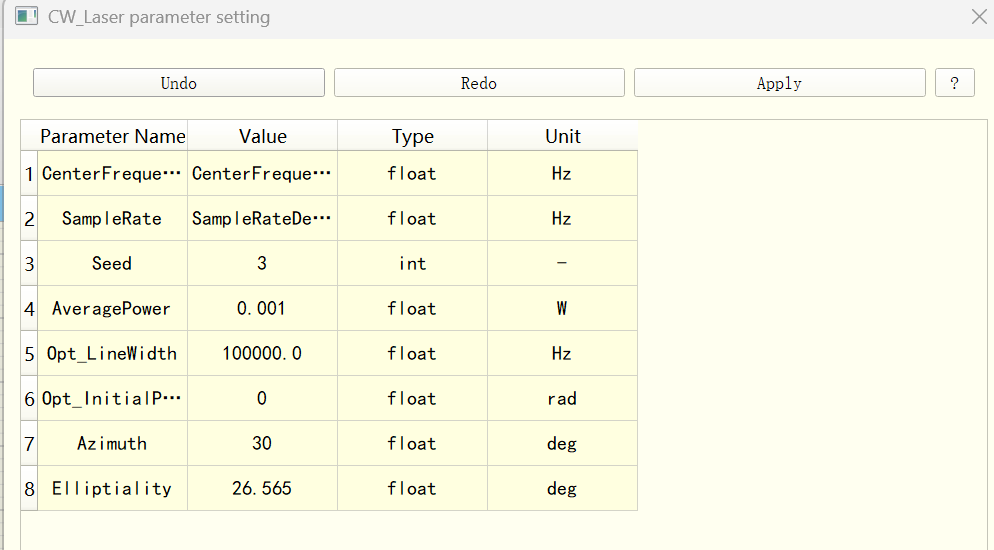 CW_Laser parameter setting
Undo Redo Apply ?
Parameter Name Value Type Unit
1 CenterFreque… CenterFreque… float Hz
2 SampleRate SampleRateDe… float Hz
3 Seed 3 int -
4 AveragePower 0.001 float W
5 Opt_LineWidth 100000.0 float Hz
6 Opt_InitialP… 0 float rad
7 Azimuth 30 float deg
8 Elliptiality 26.565 float deg